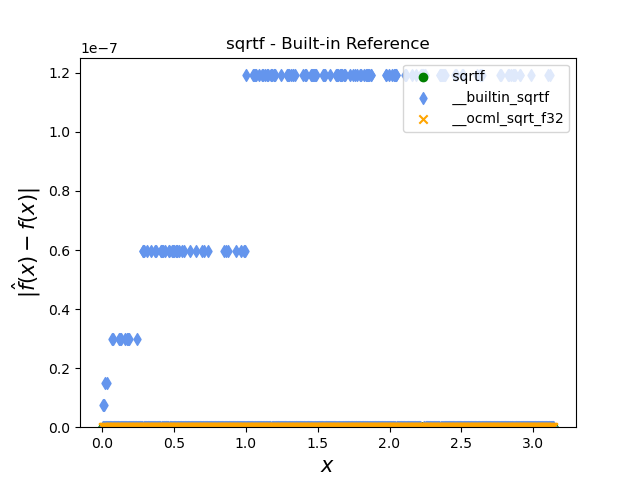 sqrtf - Built-in Reference
1e−7
1.2
1.0
0.8
0.6
0.4
0.2
0.0
|f̂(x) − f(x)|
sqrtf
__builtin_sqrtf
__ocml_sqrt_f32
0.0 0.5 1.0 1.5 2.0 2.5 3.0
x